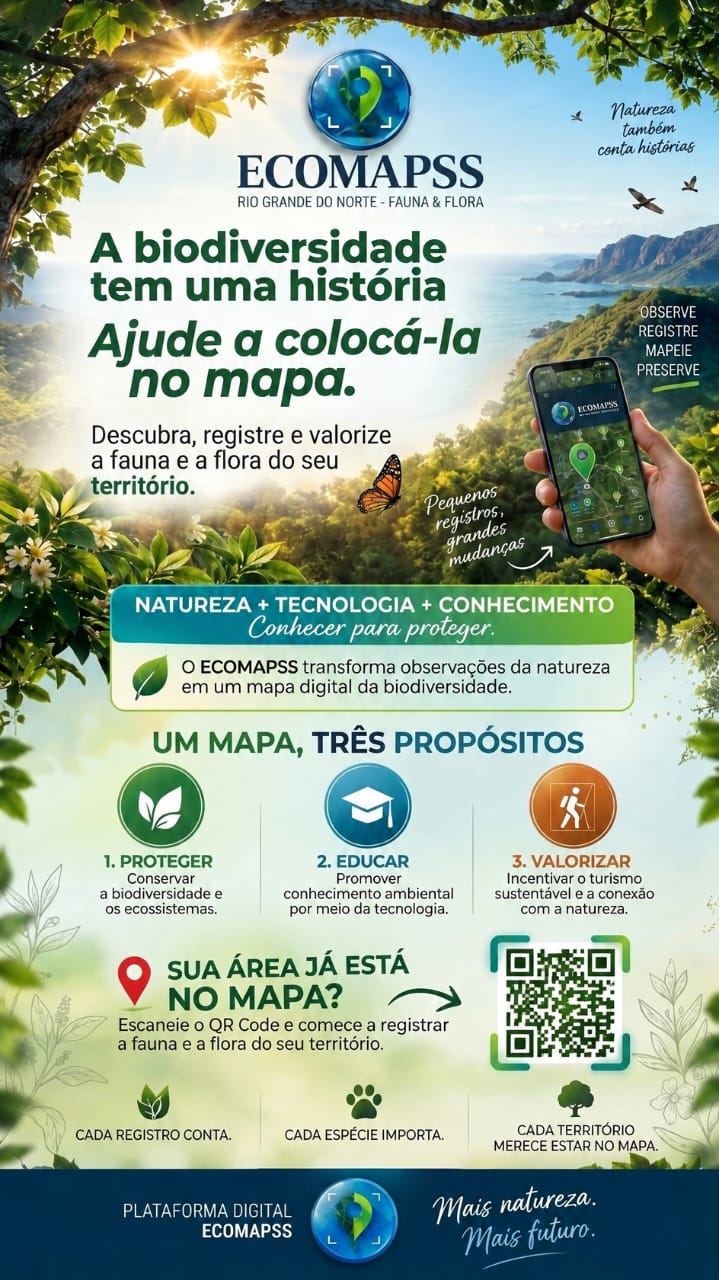 ECOMAPSS
RIO GRANDE DO NORTE - FAUNA & FLORA
Natureza
também
conta histórias
A biodiversidade
tem uma história
Ajude a colocá-la
no mapa.
Descubra, registre e valorize
a fauna e a flora do seu
território.
OBSERVE
REGISTRE
MAPEIE
PRESERVE
ECOMAPSS
Pequenos
registros,
grandes
mudanças
NATUREZA + TECNOLOGIA + CONHECIMENTO
Conhecer para proteger.
O ECOMAPSS transforma observações da natureza
em um mapa digital da biodiversidade.
UM MAPA, TRÊS PROPÓSITOS
1. PROTEGER
Conservar
a biodiversidade e
os ecossistemas.
2. EDUCAR
Promover
conhecimento ambiental
por meio da tecnologia.
3. VALORIZAR
Incentivar o turismo
sustentável e a conexão
com a natureza.
SUA ÁREA JÁ ESTÁ
NO MAPA?
Escaneie o QR Code e comece a registrar
a fauna e a flora do seu território.
CADA REGISTRO CONTA.
CADA ESPÉCIE IMPORTA.
CADA TERRITÓRIO
MERECE ESTAR NO MAPA.
PLATAFORMA DIGITAL
ECOMAPSS
Mais natureza.
Mais futuro.